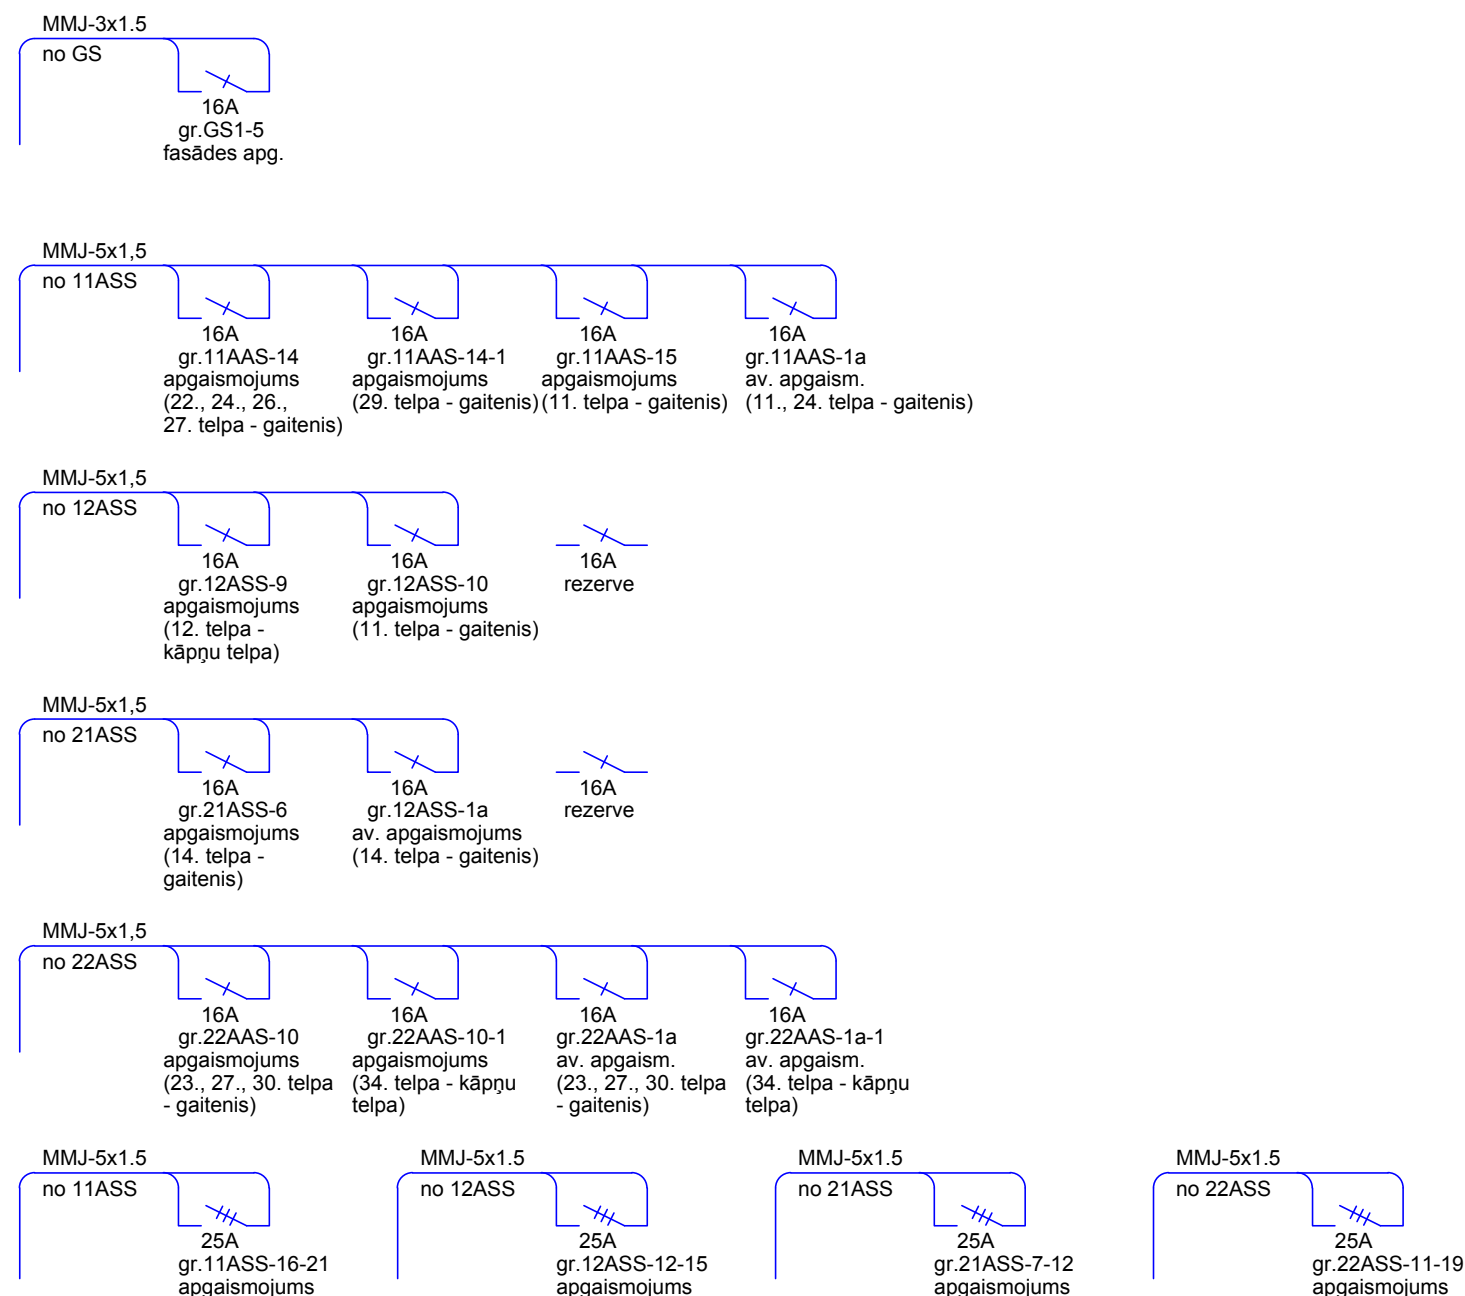 MMJ-3x1.5
no GS
16A
gr.GS1-5
fasādes apg.
MMJ-5x1,5
no 11ASS
16A
gr.11AAS-14
apgaismojums
(22., 24., 26.,
27. telpa - gaitenis)
16A
gr.11AAS-14-1
apgaismojums
(29. telpa - gaitenis)
16A
gr.11AAS-15
apgaismojums
(11. telpa - gaitenis)
16A
gr.11AAS-1a
av. apgaism.
(11., 24. telpa - gaitenis)
MMJ-5x1,5
no 12ASS
16A
gr.12ASS-9
apgaismojums
(12. telpa -
kāpņu telpa)
16A
gr.12ASS-10
apgaismojums
(11. telpa - gaitenis)
16A
rezerve
MMJ-5x1,5
no 21ASS
16A
gr.21ASS-6
apgaismojums
(14. telpa -
gaitenis)
16A
gr.12ASS-1a
av. apgaismojums
(14. telpa - gaitenis)
16A
rezerve
MMJ-5x1,5
no 22ASS
16A
gr.22AAS-10
apgaismojums
(23., 27., 30. telpa
- gaitenis)
16A
gr.22AAS-10-1
apgaismojums
(34. telpa - kāpņu
telpa)
16A
gr.22AAS-1a
av. apgaism.
(23., 27., 30. telpa
- gaitenis)
16A
gr.22AAS-1a-1
av. apgaism.
(34. telpa - kāpņu
telpa)
MMJ-5x1.5
no 11ASS
25A
gr.11ASS-16-21
apgaismojums
MMJ-5x1.5
no 12ASS
25A
gr.12ASS-12-15
apgaismojums
MMJ-5x1.5
no 21ASS
25A
gr.21ASS-7-12
apgaismojums
MMJ-5x1.5
no 22ASS
25A
gr.22ASS-11-19
apgaismojums